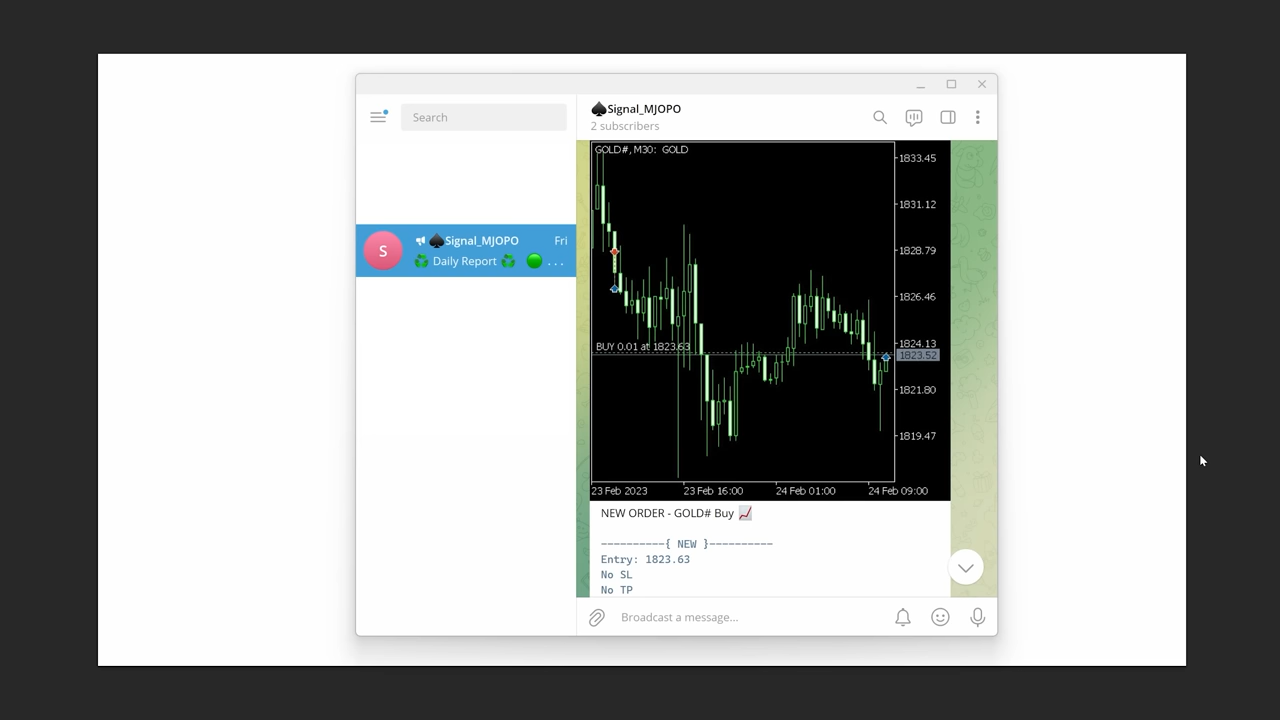 Search
♠Signal_MJOPO
2 subscribers
S
♠Signal_MJOPO
Fri
♻ Daily Report ♻ 🟢 ...
GOLD#, M30: GOLD
1833.45
1831.12
1828.79
1826.46
1824.13
BUY 0.01 at 1823.63
1823.52
1821.80
1819.47
23 Feb 2023
23 Feb 16:00
24 Feb 01:00
24 Feb 09:00
NEW ORDER - GOLD# Buy 📈
----------{ NEW }----------
Entry: 1823.63
No SL
No TP
Broadcast a message...